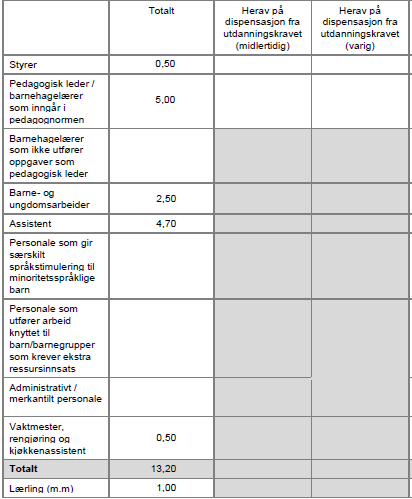 Totalt
Herav på
dispensasjon fra
utdanningskravet
(midlertidig)
Herav på
dispensasjon fra
utdanningskravet
(varig)
Styrer 0,50
Pedagogisk leder /
barnehagelærer
som inngår i
pedagognormen
5,00
Barnehagelærer
som ikke utfører
oppgaver som
pedagogisk leder
Barne- og
ungdomsarbeider
2,50
Assistent 4,70
Personale som gir
særskilt
språkstimulering til
minoritetsspråklige
barn
Personale som
utfører arbeid
knyttet til
barn/barnegrupper
som krever ekstra
ressursinnsats
Administrativt /
merkantilt personale
Vaktmester,
rengjøring og
kjøkkenassistent
0,50
Totalt 13,20
Lærling (m.m) 1,00